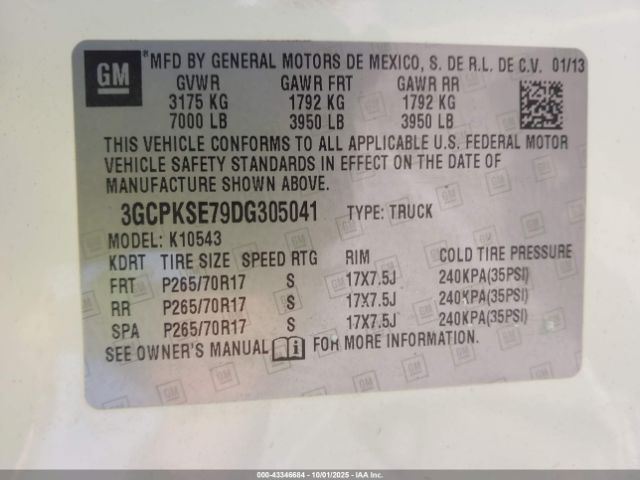 GM ® MFD BY GENERAL MOTORS DE MEXICO, S. DE R.L. DE C.V. 01/13
GVWR GAWR FRT GAWR RR
3175 KG 1792 KG 1792 KG
7000 LB 3950 LB 3950 LB
THIS VEHICLE CONFORMS TO ALL APPLICABLE U.S. FEDERAL MOTOR
VEHICLE SAFETY STANDARDS IN EFFECT ON THE DATE OF
MANUFACTURE SHOWN ABOVE.
3GCPKSE79DG305041 TYPE: TRUCK
MODEL: K10543
KDRT TIRE SIZE SPEED RTG RIM COLD TIRE PRESSURE
FRT P265/70R17 S 17X7.5J 240KPA(35PSI)
RR P265/70R17 S 17X7.5J 240KPA(35PSI)
SPA P265/70R17 S 17X7.5J 240KPA(35PSI)
SEE OWNER'S MANUAL i FOR MORE INFORMATION.
000-43346684 - 10/01/2025 - IAA Inc.